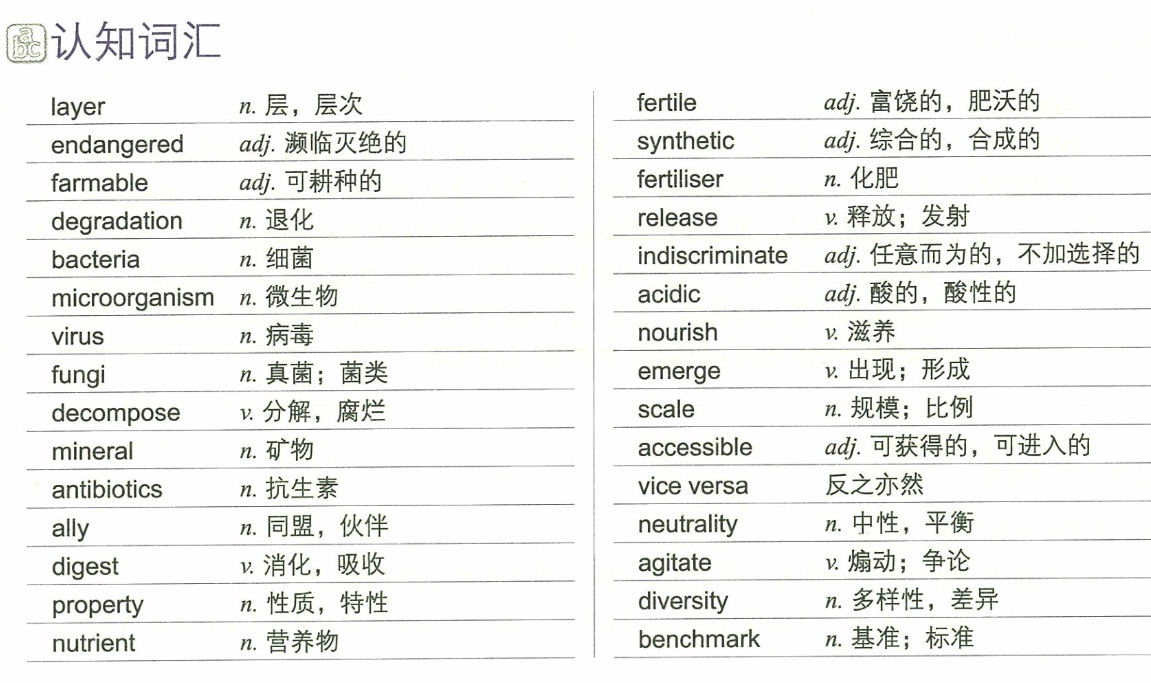 abc 认知词汇
layer n. 层，层次
endangered adj. 濒临灭绝的
farmable adj. 可耕种的
degradation n. 退化
bacteria n. 细菌
microorganism n. 微生物
virus n. 病毒
fungi n. 真菌；菌类
decompose v. 分解，腐烂
mineral n. 矿物
antibiotics n. 抗生素
ally n. 同盟，伙伴
digest v. 消化，吸收
property n. 性质，特性
nutrient n. 营养物
fertile adj. 富饶的，肥沃的
synthetic adj. 综合的，合成的
fertiliser n. 化肥
release v. 释放；发射
indiscriminate adj. 任意而为的，不加选择的
acidic adj. 酸的，酸性的
nourish v. 滋养
emerge v. 出现；形成
scale n. 规模；比例
accessible adj. 可获得的，可进入的
vice versa 反之亦然
neutrality n. 中性，平衡
agitate v. 煽动；争论
diversity n. 多样性，差异
benchmark n. 基准；标准